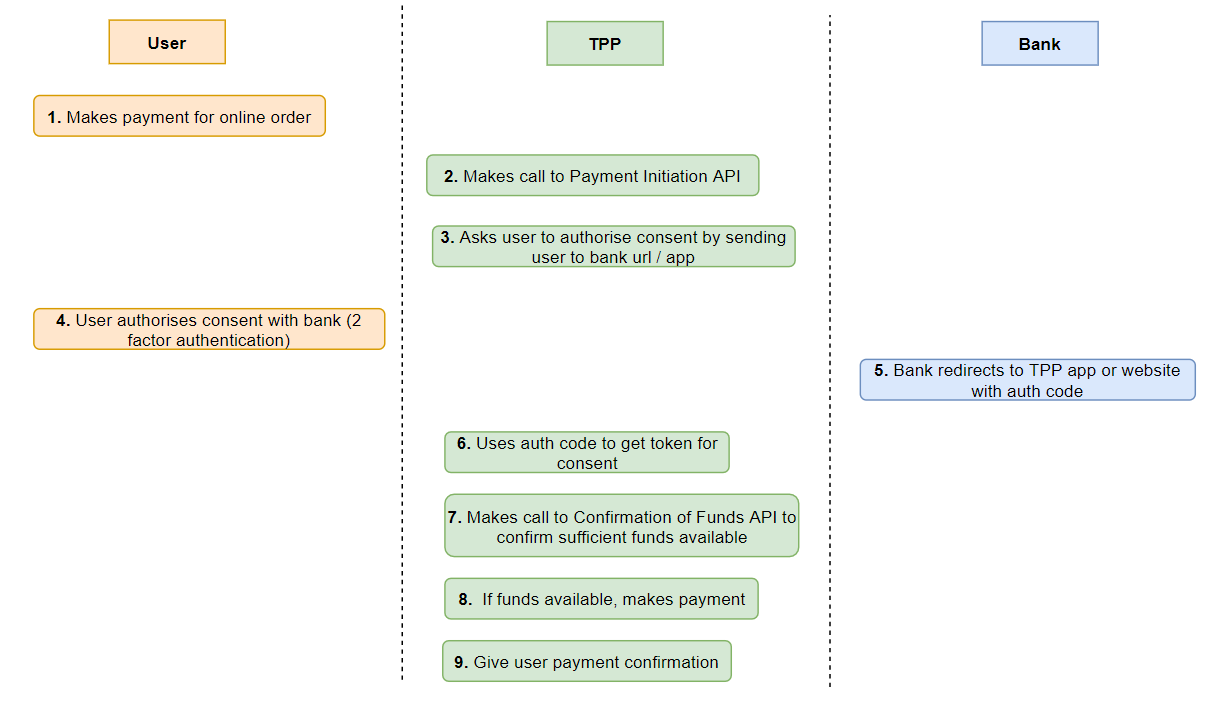 User
TPP
Bank
1. Makes payment for online order
2. Makes call to Payment Initiation API
3. Asks user to authorise consent by sending
user to bank url / app
4. User authorises consent with bank (2
factor authentication)
5. Bank redirects to TPP app or website
with auth code
6. Uses auth code to get token for
consent
7. Makes call to Confirmation of Funds API to
confirm sufficient funds available
8. If funds available, makes payment
9. Give user payment confirmation